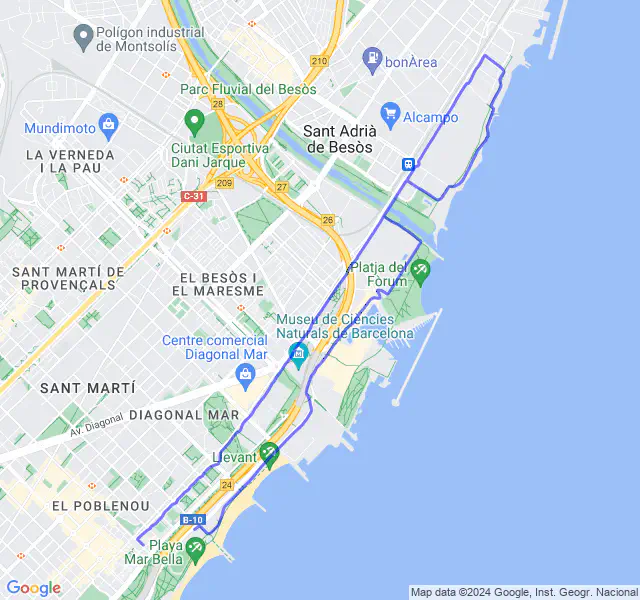 Polígon industrial
de Montsolís
210
bonÀrea
Parc Fluvial del Besòs
28
Mundimoto
Alcampo
Sant Adrià
de Besòs
Ciutat Esportiva
Dani Jarque
LA VERNEDA
I LA PAU
27
209
C-31
26
SANT MARTÍ DE
PROVENÇALS
EL BESÒS I
EL MARESME
Platja del
Fòrum
Museu de Ciències
Naturals de Barcelona
Centre comercial
Diagonal Mar
SANT MARTÍ
DIAGONAL MAR
Av. Diagonal
Llevant
24
EL POBLENOU
B-10
Playa
Mar Bella
Google
Map data ©2024 Google, Inst. Geogr. Nacional